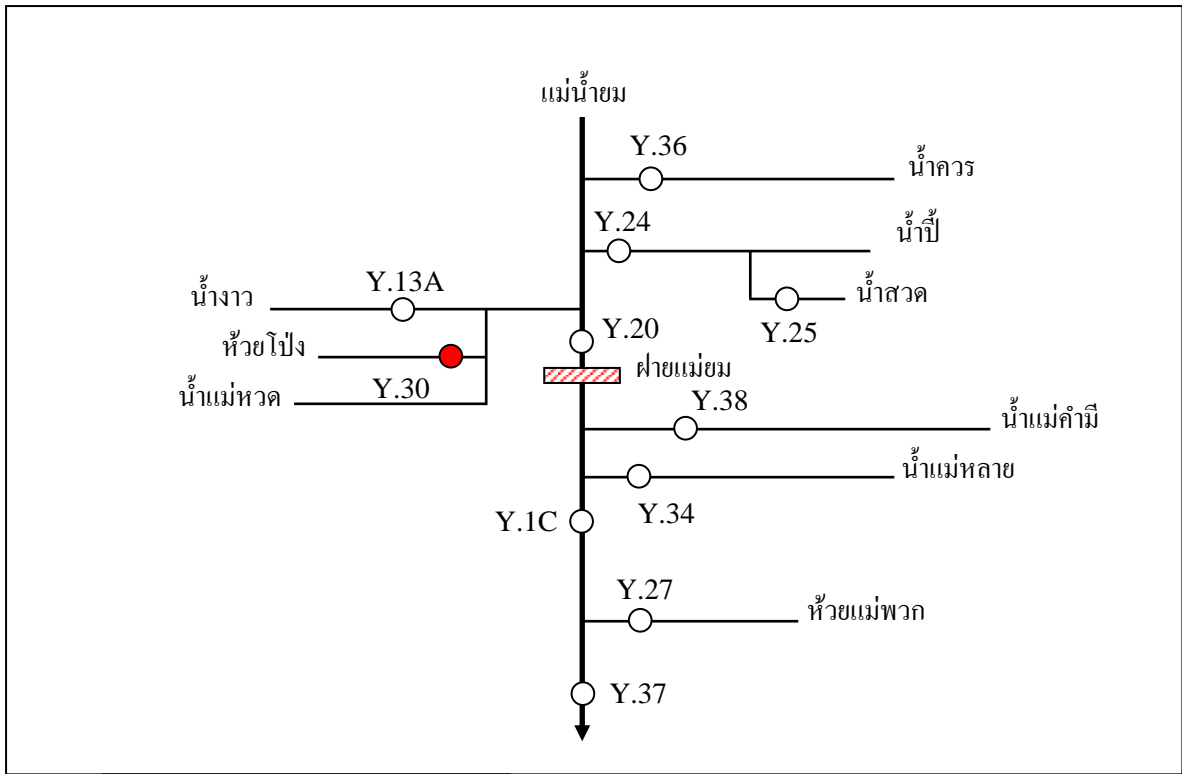 แม่น้ำยม
Y.36
น้ำควร
Y.24
น้ำปี้
Y.13A
น้ำงาว
น้ำสวด
Y.25
Y.20
ห้วยโป่ง
ฝายแม่ยม
Y.30
น้ำแม่หวด
Y.38
น้ำแม่คำมี
น้ำแม่หลาย
Y.34
Y.1C
Y.27
ห้วยแม่พวก
Y.37